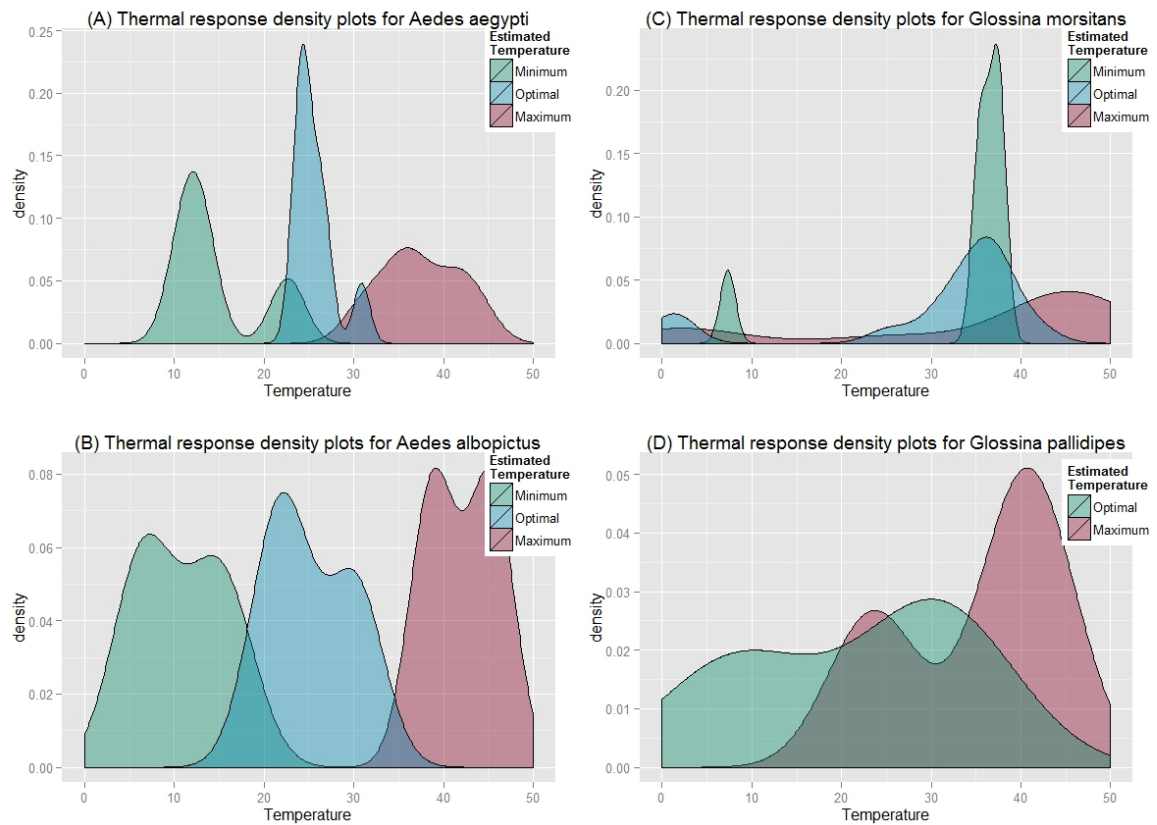 (A) Thermal response density plots for Aedes aegypti
Estimated
Temperature
Minimum
Optimal
Maximum
density
0.25
0.20
0.15
0.10
0.05
0.00
0 10 20 30 40 50
Temperature
(C) Thermal response density plots for Glossina morsitans
Estimated
Temperature
Minimum
Optimal
Maximum
density
0.20
0.15
0.10
0.05
0.00
0 10 20 30 40 50
Temperature
(B) Thermal response density plots for Aedes albopictus
Estimated
Temperature
Minimum
Optimal
Maximum
density
0.08
0.06
0.04
0.02
0.00
0 10 20 30 40 50
Temperature
(D) Thermal response density plots for Glossina pallidipes
Estimated
Temperature
Optimal
Maximum
density
0.05
0.04
0.03
0.02
0.01
0.00
0 10 20 30 40 50
Temperature